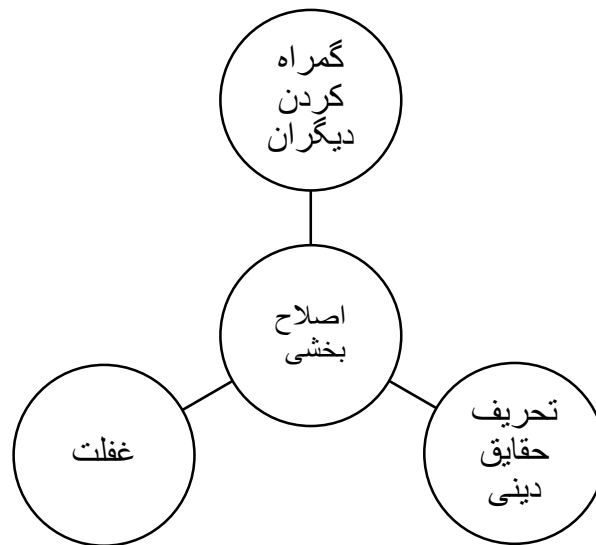 گمراه
کردن
دیگران
اصلاح
بخشی
تحریف
حقایق
دینی
غفلت